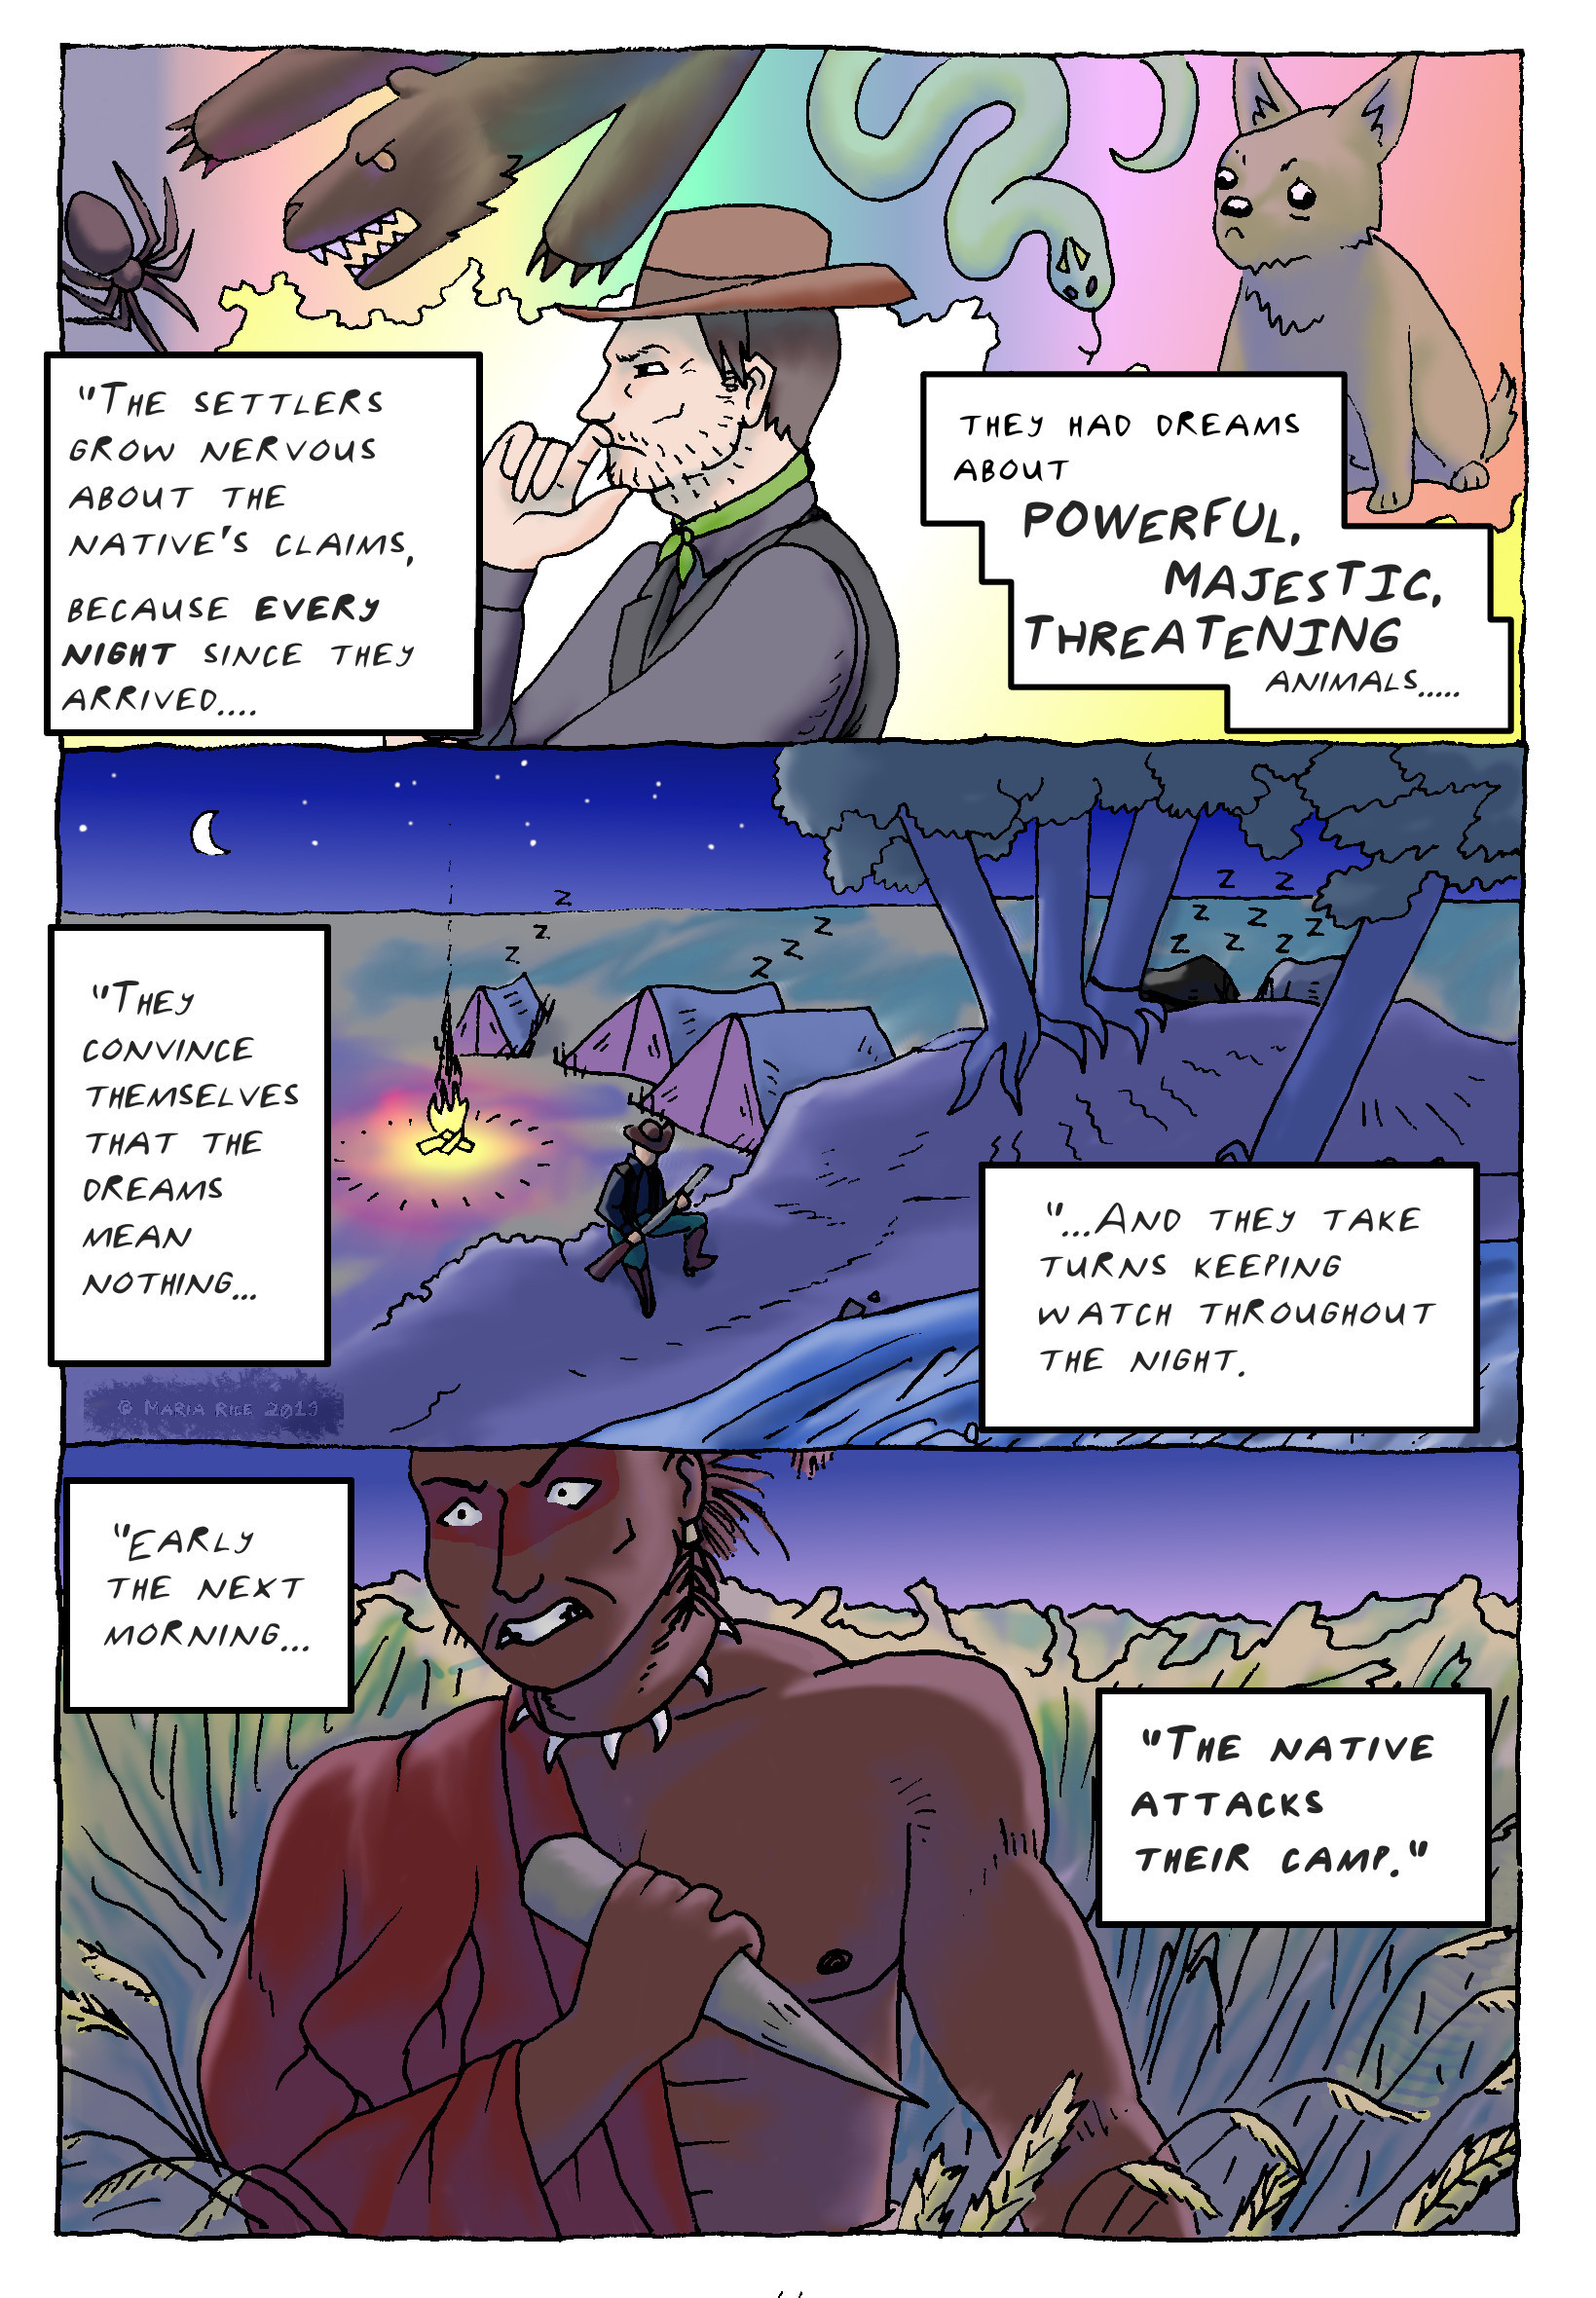 "THE SETTLERS
GROW NERVOUS
ABOUT THE
NATIVE'S CLAIMS,
BECAUSE EVERY
NIGHT SINCE THEY
ARRIVED....
THEY HAD DREAMS
ABOUT
POWERFUL,
MAJESTIC,
THREATENING
ANIMALS.....
Z
Z
Z
Z
Z
Z
Z Z
Z Z Z
Z Z Z
"THEY
CONVINCE
THEMSELVES
THAT THE
DREAMS
MEAN
NOTHING...
"...AND THEY TAKE
TURNS KEEPING
WATCH THROUGHOUT
THE NIGHT.
© MARIA RICE 2013
"EARLY
THE NEXT
MORNING...
"THE NATIVE
ATTACKS
THEIR CAMP."